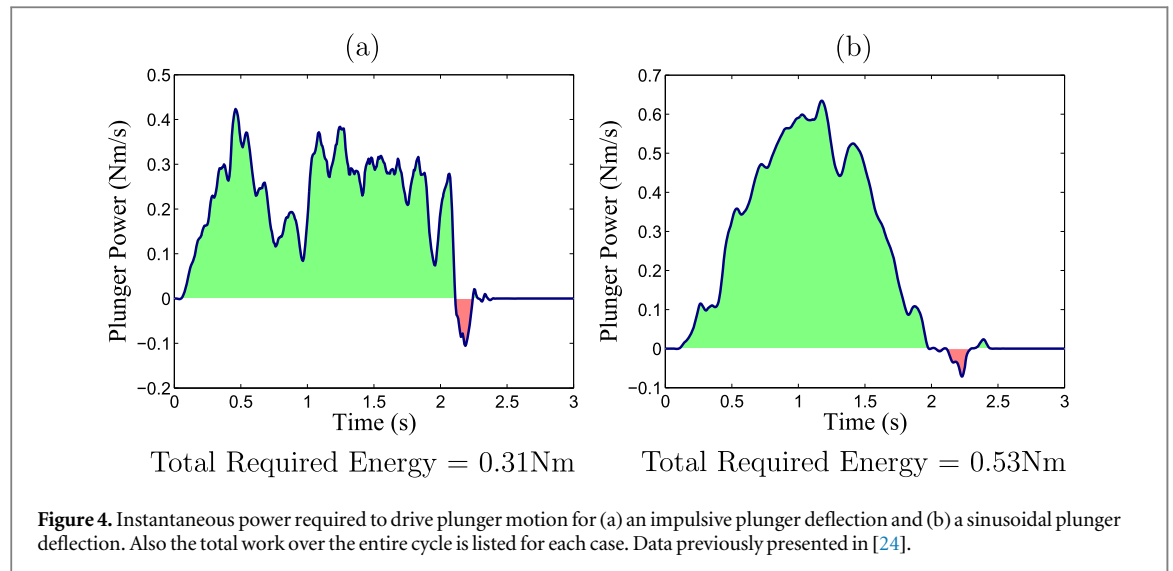 (a)
0.5
0.4
0.3
0.2
0.1
0
−0.1
−0.2
Plunger Power (Nm/s)
0 0.5 1 1.5 2 2.5 3
Time (s)
Total Required Energy = 0.31Nm
(b)
0.7
0.6
0.5
0.4
0.3
0.2
0.1
0
−0.1
Plunger Power (Nm/s)
0 0.5 1 1.5 2 2.5 3
Time (s)
Total Required Energy = 0.53Nm
Figure 4. Instantaneous power required to drive plunger motion for (a) an impulsive plunger deflection and (b) a sinusoidal plunger
deflection. Also the total work over the entire cycle is listed for each case. Data previously presented in [24].